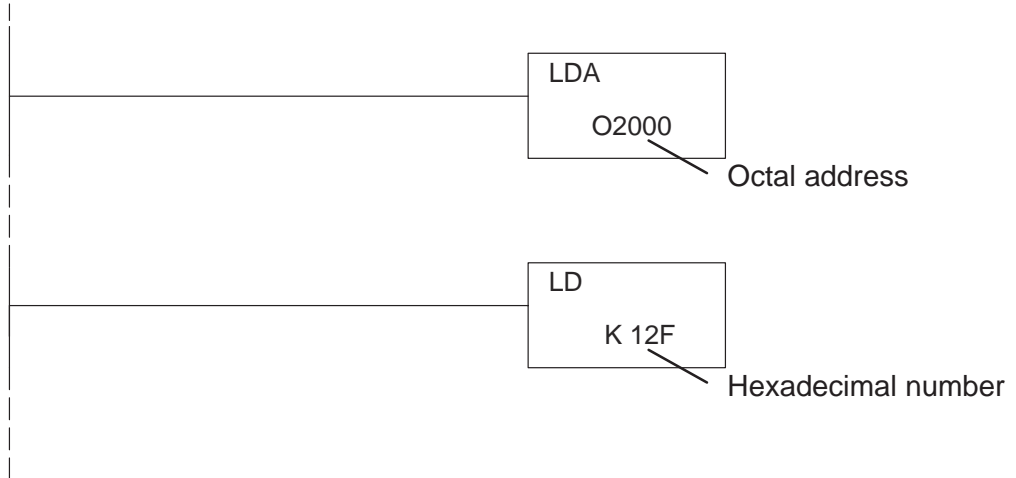 LDA
O2000
Octal address
LD
K 12F
Hexadecimal number